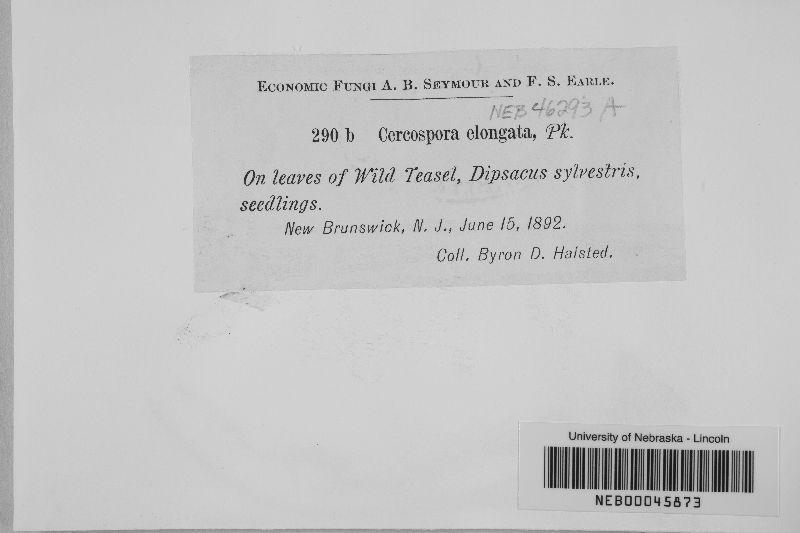 Economic Fungi A. B. Seymour and F. S. Earle.
NEB 46293 A
290 b Cercospora elongata, Pk.
On leaves of Wild Teasel, Dipsacus sylvestris,
seedlings.
New Brunswick, N. J., June 15, 1892.
Coll. Byron D. Halsted.
University of Nebraska - Lincoln
NEB00045873